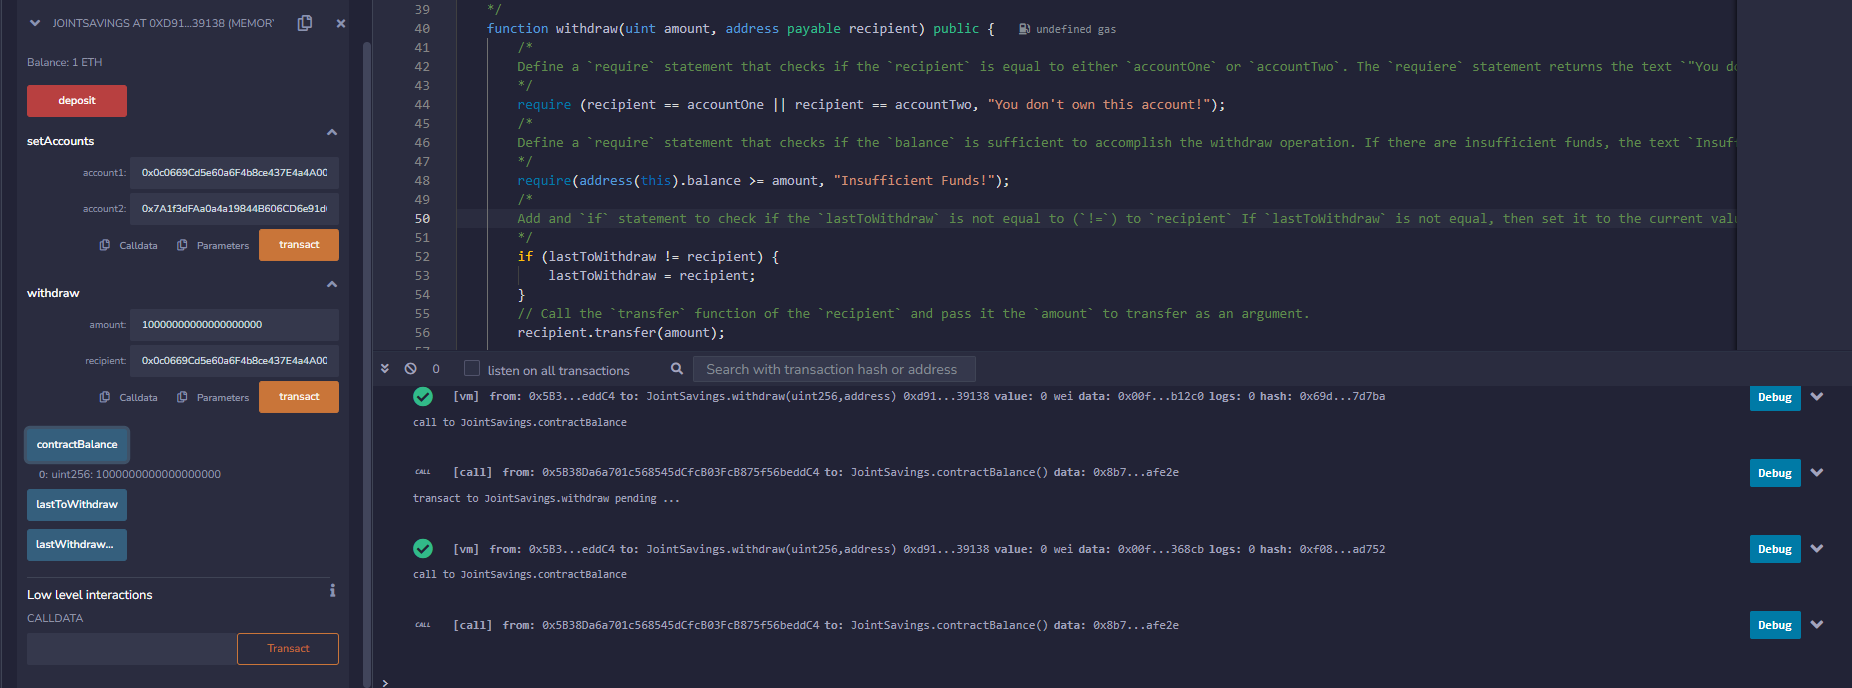 JOINTSAVINGS AT 0XD91...39138 (MEMOR
Balance: 1 ETH
deposit
setAccounts
account1: 0x0c0669Cd5e60a6F4b8ce437E4a4A00
account2: 0x7A1f3dFAa0a4a19844B606CD6e91d
Calldata Parameters transact
withdraw
amount: 10000000000000000000
recipient: 0x0c0669Cd5e60a6F4b8ce437E4a4A00
Calldata Parameters transact
contractBalance
0: uint256: 1000000000000000000
lastToWithdraw
lastWithdraw...
Low level interactions
CALLDATA
Transact
39 */
40 function withdraw(uint amount, address payable recipient) public { undefined gas
41 /*
42 Define a `require` statement that checks if the `recipient` is equal to either `accountOne` or `accountTwo`. The `requiere` statement returns the text `"You do
43 */
44 require (recipient == accountOne || recipient == accountTwo, "You don't own this account!");
45 /*
46 Define a `require` statement that checks if the `balance` is sufficient to accomplish the withdraw operation. If there are insufficient funds, the text `Insuf
47 */
48 require(address(this).balance >= amount, "Insufficient Funds!");
49 /*
50 Add and `if` statement to check if the `lastToWithdraw` is not equal to (`!=`) to `recipient` If `lastToWithdraw` is not equal, then set it to the current valu
51 */
52 if (lastToWithdraw != recipient) {
53 lastToWithdraw = recipient;
54 }
55 // Call the `transfer` function of the `recipient` and pass it the `amount` to transfer as an argument.
56 recipient.transfer(amount);
0 listen on all transactions Search with transaction hash or address
[vm] from: 0x5B3...eddC4 to: JointSavings.withdraw(uint256,address) 0xd91...39138 value: 0 wei data: 0x00f...b12c0 logs: 0 hash: 0x69d...7d7ba Debug
call to JointSavings.contractBalance
CALL [call] from: 0x5B38Da6a701c568545dCfcB03FcB875f56beddC4 to: JointSavings.contractBalance() data: 0x8b7...afe2e Debug
transact to JointSavings.withdraw pending ...
[vm] from: 0x5B3...eddC4 to: JointSavings.withdraw(uint256,address) 0xd91...39138 value: 0 wei data: 0x00f...368cb logs: 0 hash: 0xf08...ad752 Debug
call to JointSavings.contractBalance
CALL [call] from: 0x5B38Da6a701c568545dCfcB03FcB875f56beddC4 to: JointSavings.contractBalance() data: 0x8b7...afe2e Debug
>